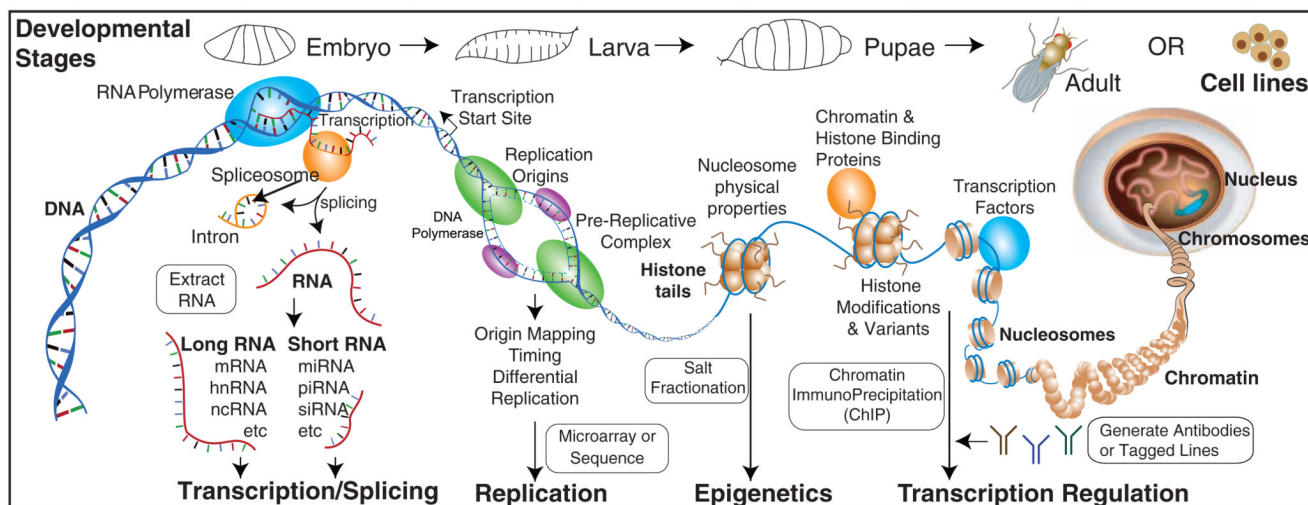 Developmental
Stages
Embryo
Larva
Pupae
Adult
OR
Cell lines
RNA Polymerase
Transcription
Transcription
Start Site
Spliceosome
splicing
Intron
DNA
Extract
RNA
RNA
Long RNA
mRNA
hnRNA
ncRNA
etc
Short RNA
miRNA
piRNA
siRNA
etc
Replication
Origins
DNA
Polymerase
Pre-Replicative
Complex
Origin Mapping
Timing
Differential
Replication
Microarray or
Sequence
Nucleosome
physical
properties
Histone
tails
Salt
Fractionation
Chromatin &
Histone Binding
Proteins
Histone
Modifications
& Variants
Chromatin
ImmunoPrecipitation
(ChIP)
Transcription
Factors
Nucleosomes
Nucleus
Chromosomes
Chromatin
Generate Antibodies
or Tagged Lines
Transcription/Splicing
Replication
Epigenetics
Transcription Regulation